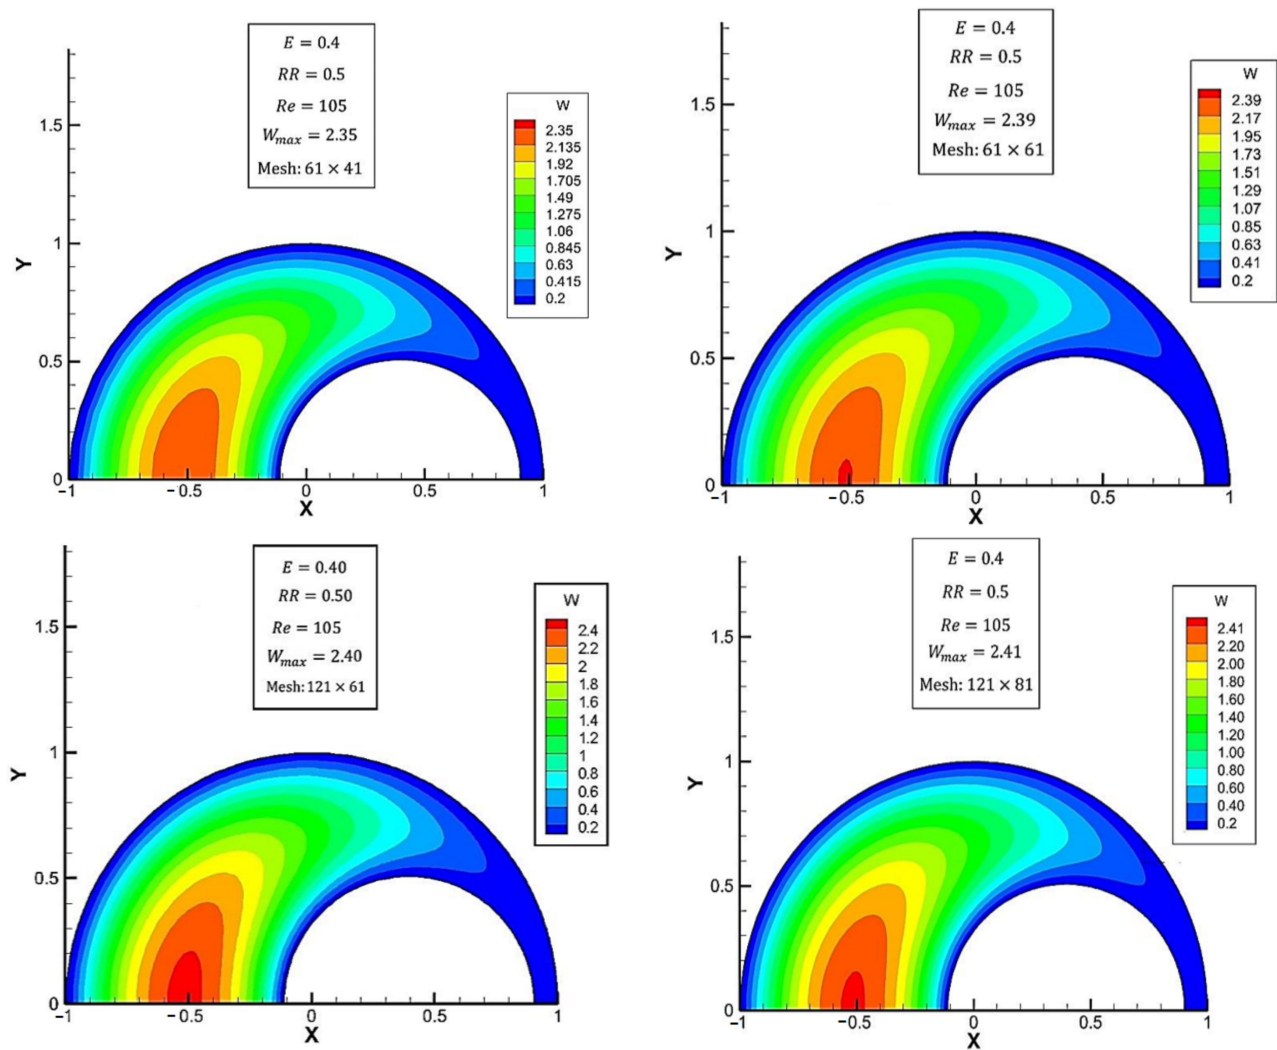 E = 0.4
RR = 0.5
Re = 105
Wmax = 2.35
Mesh: 61 × 41
W
2.35
2.135
1.92
1.705
1.49
1.275
1.06
0.845
0.63
0.415
0.2
Y
1.5
1
0.5
0
-1
-0.5
0
0.5
1
X
E = 0.4
RR = 0.5
Re = 105
Wmax = 2.39
Mesh: 61 × 61
W
2.39
2.17
1.95
1.73
1.51
1.29
1.07
0.85
0.63
0.41
0.2
Y
1.5
1
0.5
0
-1
-0.5
0
0.5
1
X
E = 0.40
RR = 0.50
Re = 105
Wmax = 2.40
Mesh: 121 × 61
W
2.4
2.2
2
1.8
1.6
1.4
1.2
1
0.8
0.6
0.4
0.2
Y
1.5
1
0.5
0
-1
-0.5
0
0.5
1
X
E = 0.4
RR = 0.5
Re = 105
Wmax = 2.41
Mesh: 121 × 81
W
2.41
2.20
2.00
1.80
1.60
1.40
1.20
1.00
0.80
0.60
0.40
0.2
Y
1.5
1
0.5
0
-1
-0.5
0
0.5
1
X